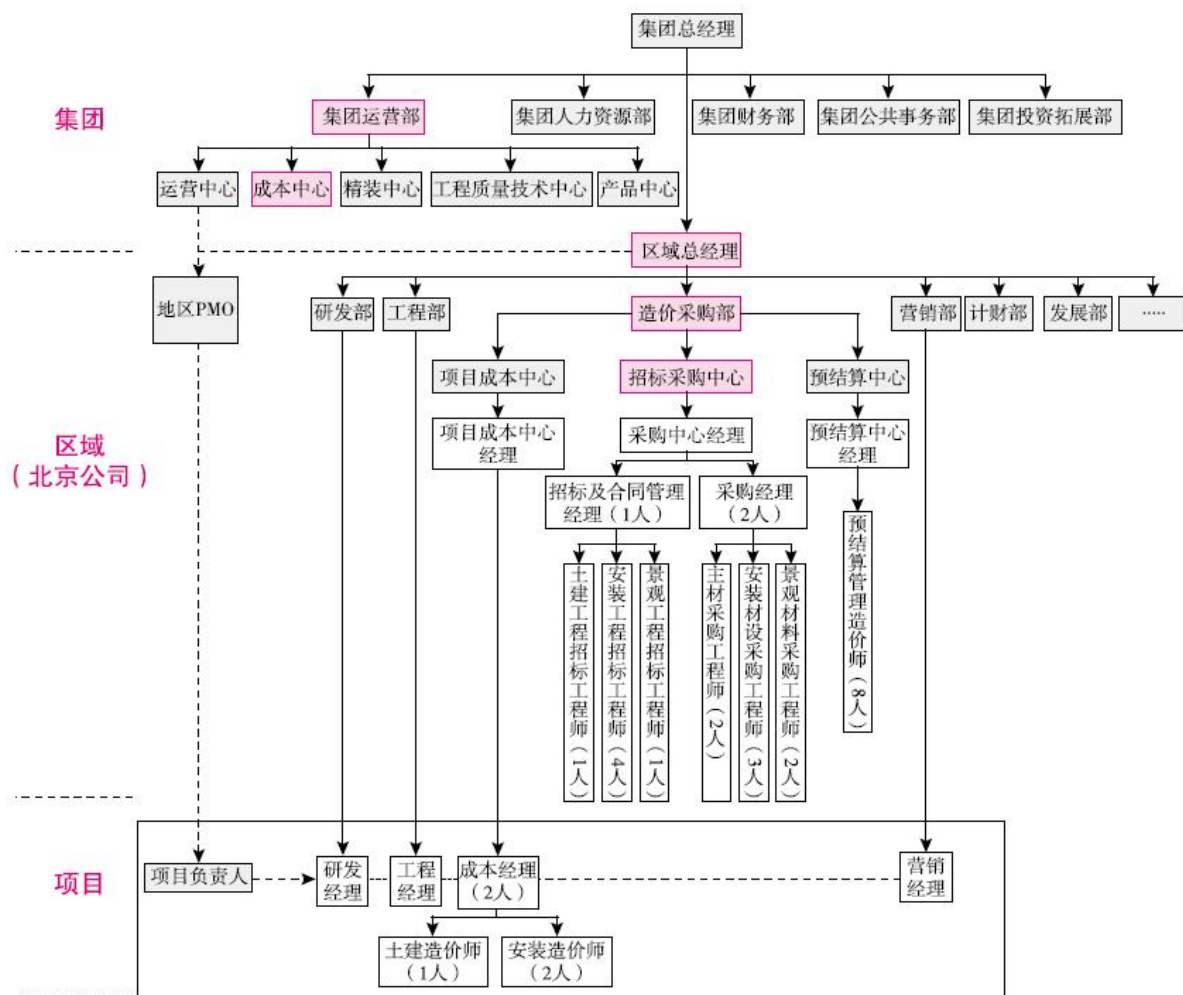 集团总经理
集团
集团运营部
集团人力资源部
集团财务部
集团公共事务部
集团投资拓展部
运营中心
成本中心
精装中心
工程质量技术中心
产品中心
区域总经理
地区PMO
研发部
工程部
造价采购部
营销部
计财部
发展部
.....
项目成本中心
招标采购中心
预结算中心
区域
（北京公司）
项目成本中心
经理
采购中心经理
预结算中心
经理
招标及合同管理
经理（1人）
采购经理
（2人）
土建工程招标工程师（1人）
安装工程招标工程师（4人）
景观工程招标工程师（1人）
主材采购工程师（2人）
安装材设采购工程师（3人）
景观材料采购工程师（2人）
预结算管理造价师（8人）
项目
项目负责人
研发
经理
工程
经理
成本经理
（2人）
营销
经理
土建造价师
（1人）
安装造价师
（2人）